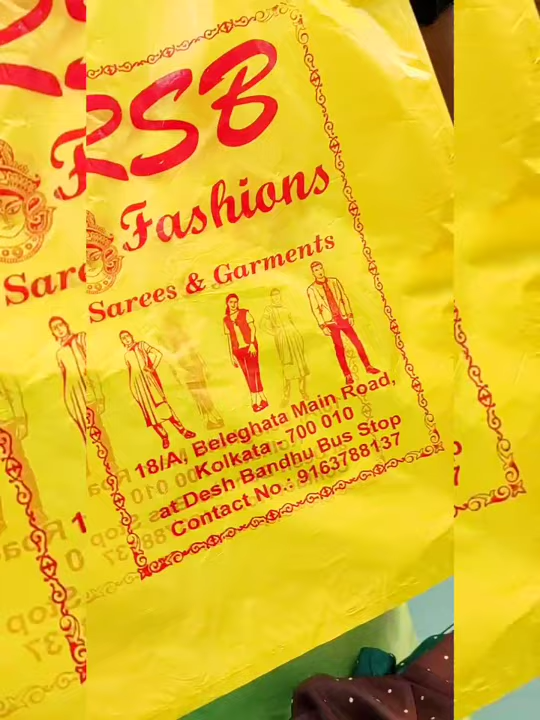 RSB
Fashions
Sarees & Garments
18/A, Beleghata Main Road,
Kolkata - 700 010
at Desh Bandhu Bus Stop
Contact No.: 9163788137